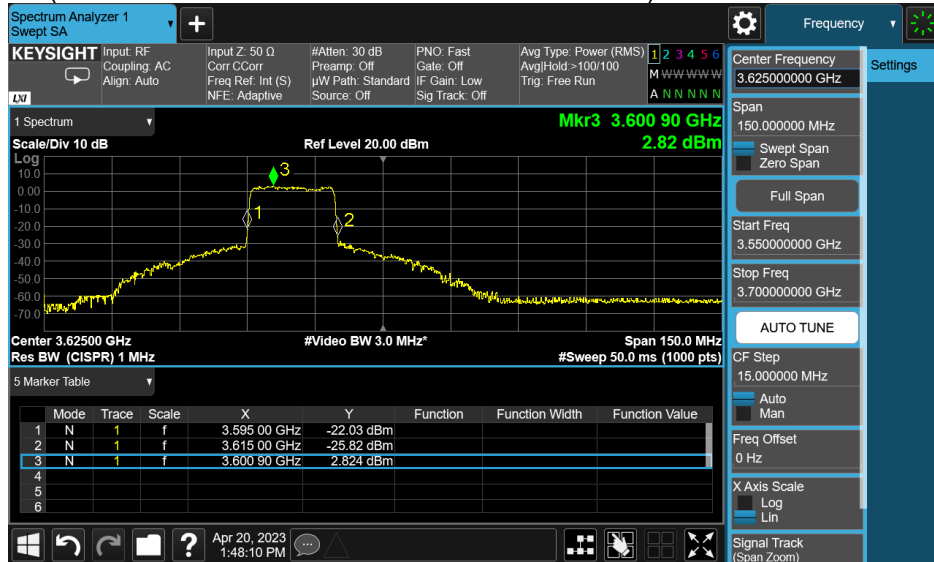 Spectrum Analyzer 1
Swept SA
Frequency
KEYSIGHT
LXI
Input: RF
Coupling: AC
Align: Auto
Input Z: 50 Ω
Corr CCorr
Freq Ref: Int (S)
NFE: Adaptive
#Atten: 30 dB
Preamp: Off
µW Path: Standard
Source: Off
PNO: Fast
Gate: Off
IF Gain: Low
Sig Track: Off
Avg Type: Power (RMS)
Avg|Hold:>100/100
Trig: Free Run
1 2 3 4 5 6
M W W W W W
A N N N N N
1 Spectrum
Scale/Div 10 dB
Ref Level 20.00 dBm
Mkr3 3.600 90 GHz
2.82 dBm
Log
10.0
0.00
-10.0
-20.0
-30.0
-40.0
-50.0
-60.0
-70.0
3
1
2
Center 3.62500 GHz
Res BW (CISPR) 1 MHz
#Video BW 3.0 MHz*
Span 150.0 MHz
#Sweep 50.0 ms (1000 pts)
5 Marker Table
Mode Trace Scale X Y Function Function Width Function Value
1 N 1 f 3.595 00 GHz -22.03 dBm
2 N 1 f 3.615 00 GHz -25.82 dBm
3 N 1 f 3.600 90 GHz 2.824 dBm
4
5
6
Apr 20, 2023
1:48:10 PM
Center Frequency
3.625000000 GHz
Settings
Span
150.000000 MHz
Swept Span
Zero Span
Full Span
Start Freq
3.550000000 GHz
Stop Freq
3.700000000 GHz
AUTO TUNE
CF Step
15.000000 MHz
Auto
Man
Freq Offset
0 Hz
X Axis Scale
Log
Lin
Signal Track
(Span Zoom)